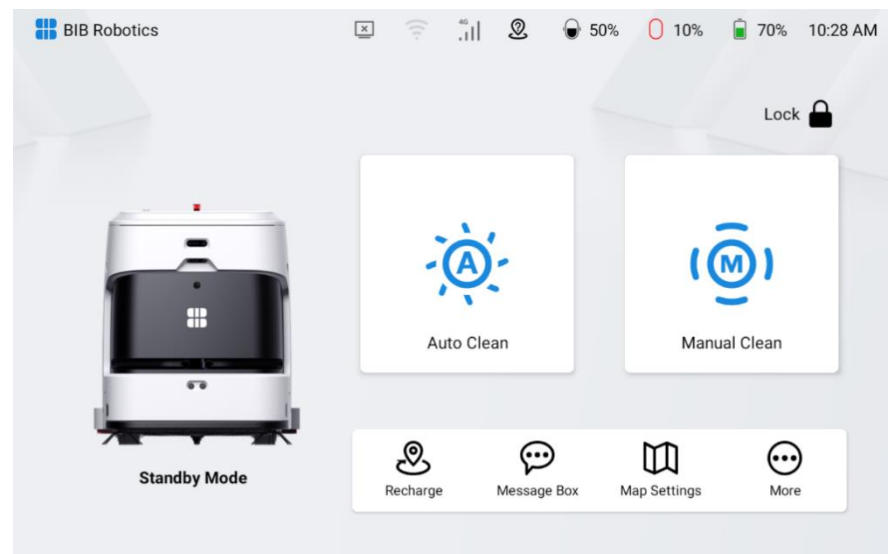 BIB Robotics
4G
50%
10%
70%
10:28 AM
Lock
A
Auto Clean
M
Manual Clean
Standby Mode
Recharge
Message Box
Map Settings
More